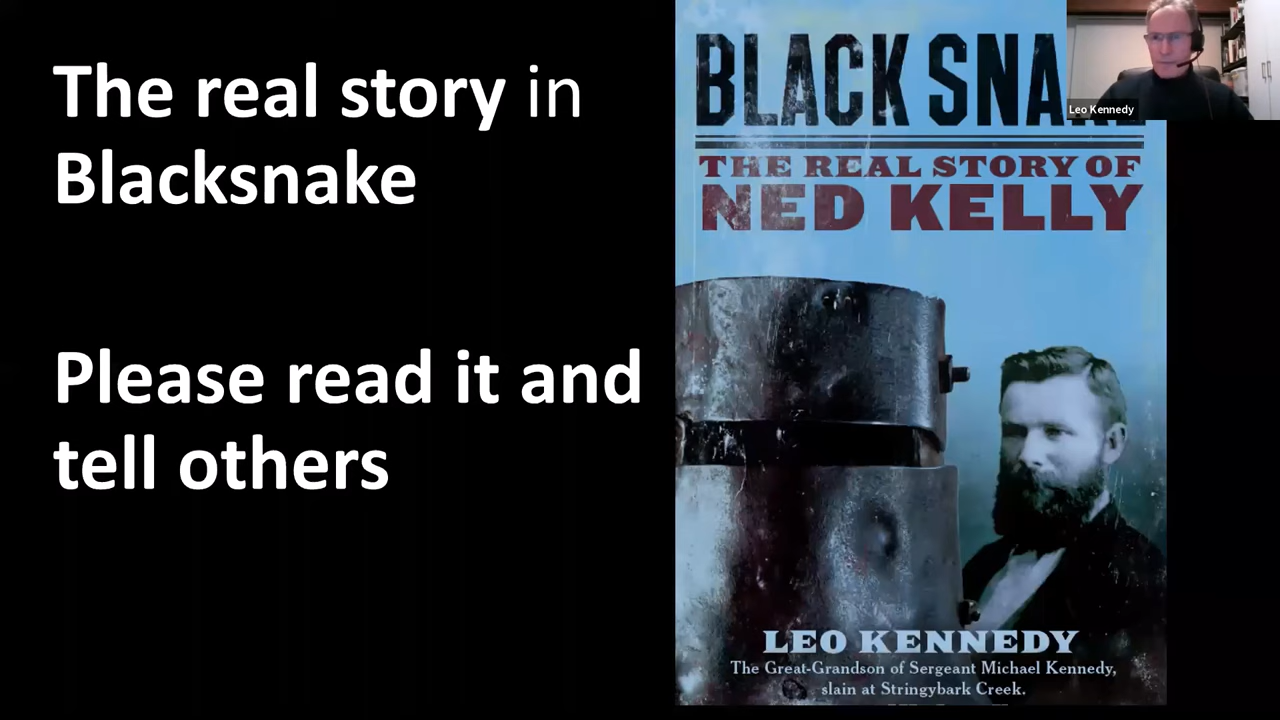 The real story in
Blacksnake
Please read it and
tell others
BLACK SNA
THE REAL STORY OF
NED KELLY
LEO KENNEDY
The Great-Grandson of Sergeant Michael Kennedy,
slain at Stringybark Creek.
Leo Kennedy